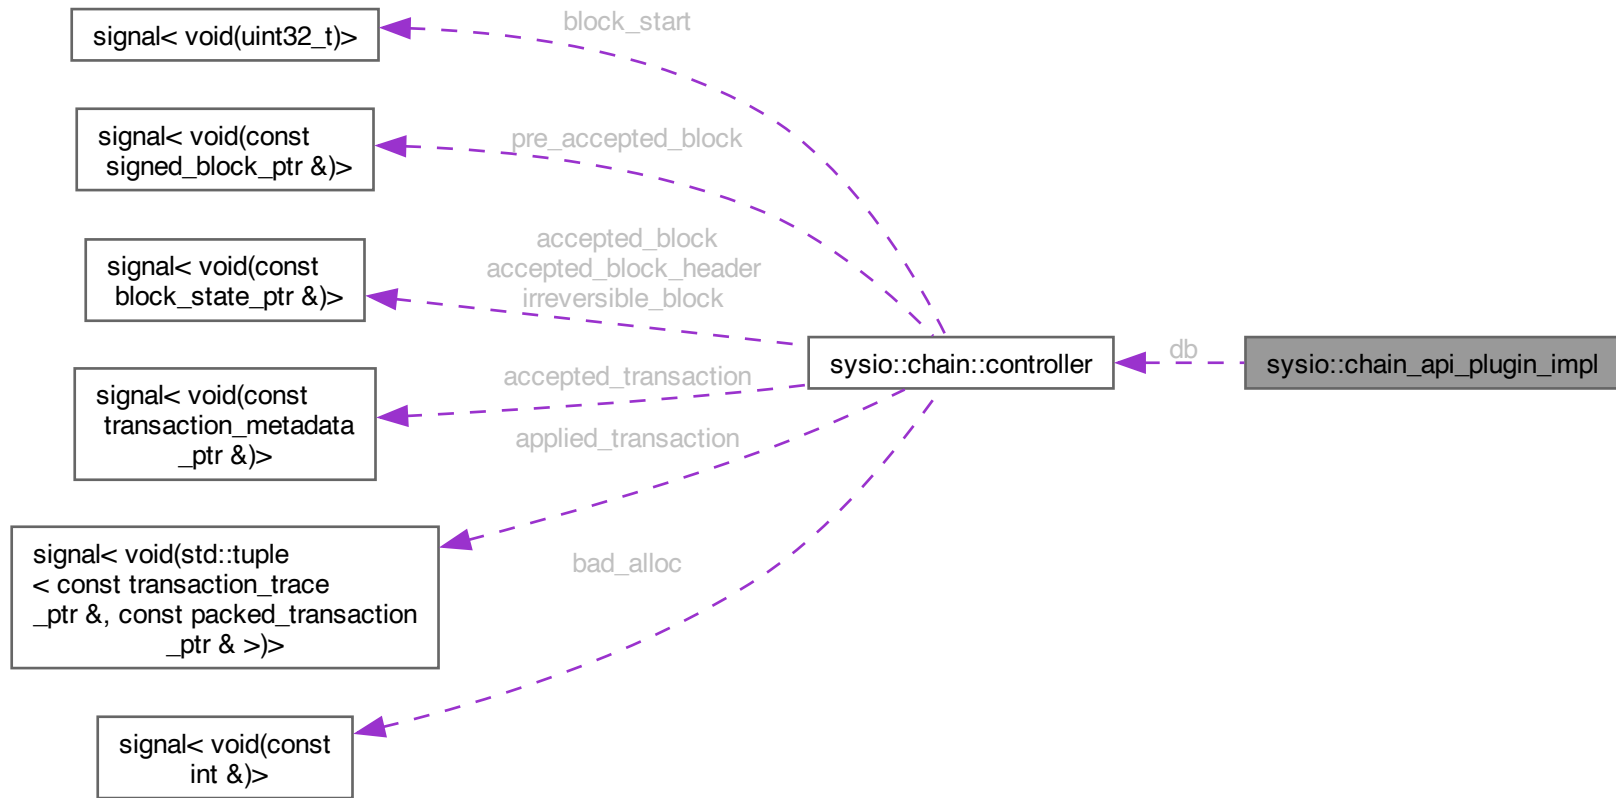 signal< void(uint32_t)>
block_start
signal< void(const
signed_block_ptr &)>
pre_accepted_block
signal< void(const
block_state_ptr &)>
accepted_block
accepted_block_header
irreversible_block
sysio::chain::controller
db
sysio::chain_api_plugin_impl
signal< void(const
transaction_metadata
_ptr &)>
accepted_transaction
applied_transaction
signal< void(std::tuple
< const transaction_trace
_ptr &, const packed_transaction
_ptr & >)>
bad_alloc
signal< void(const
int &)>